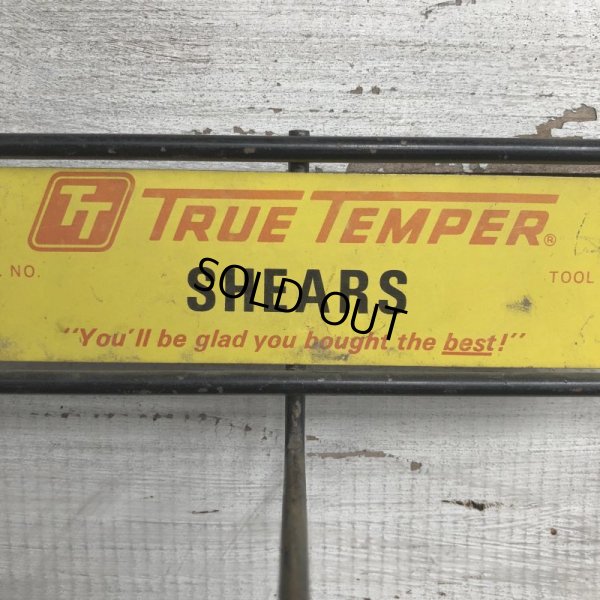 TT TRUE TEMPER®
. NO.
TOOL
SHEARS
SOLD OUT
"You'll be glad you bought the best!"